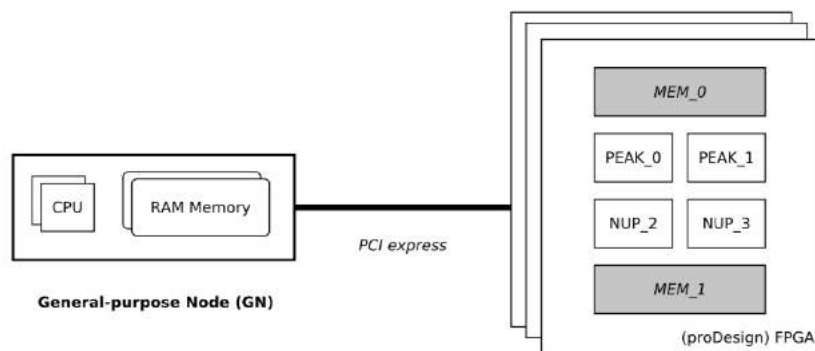 MEM_0
PEAK_0 PEAK_1
CPU RAM Memory
NUP_2 NUP_3
PCI express
MEM_1
General-purpose Node (GN)
(proDesign) FPGA